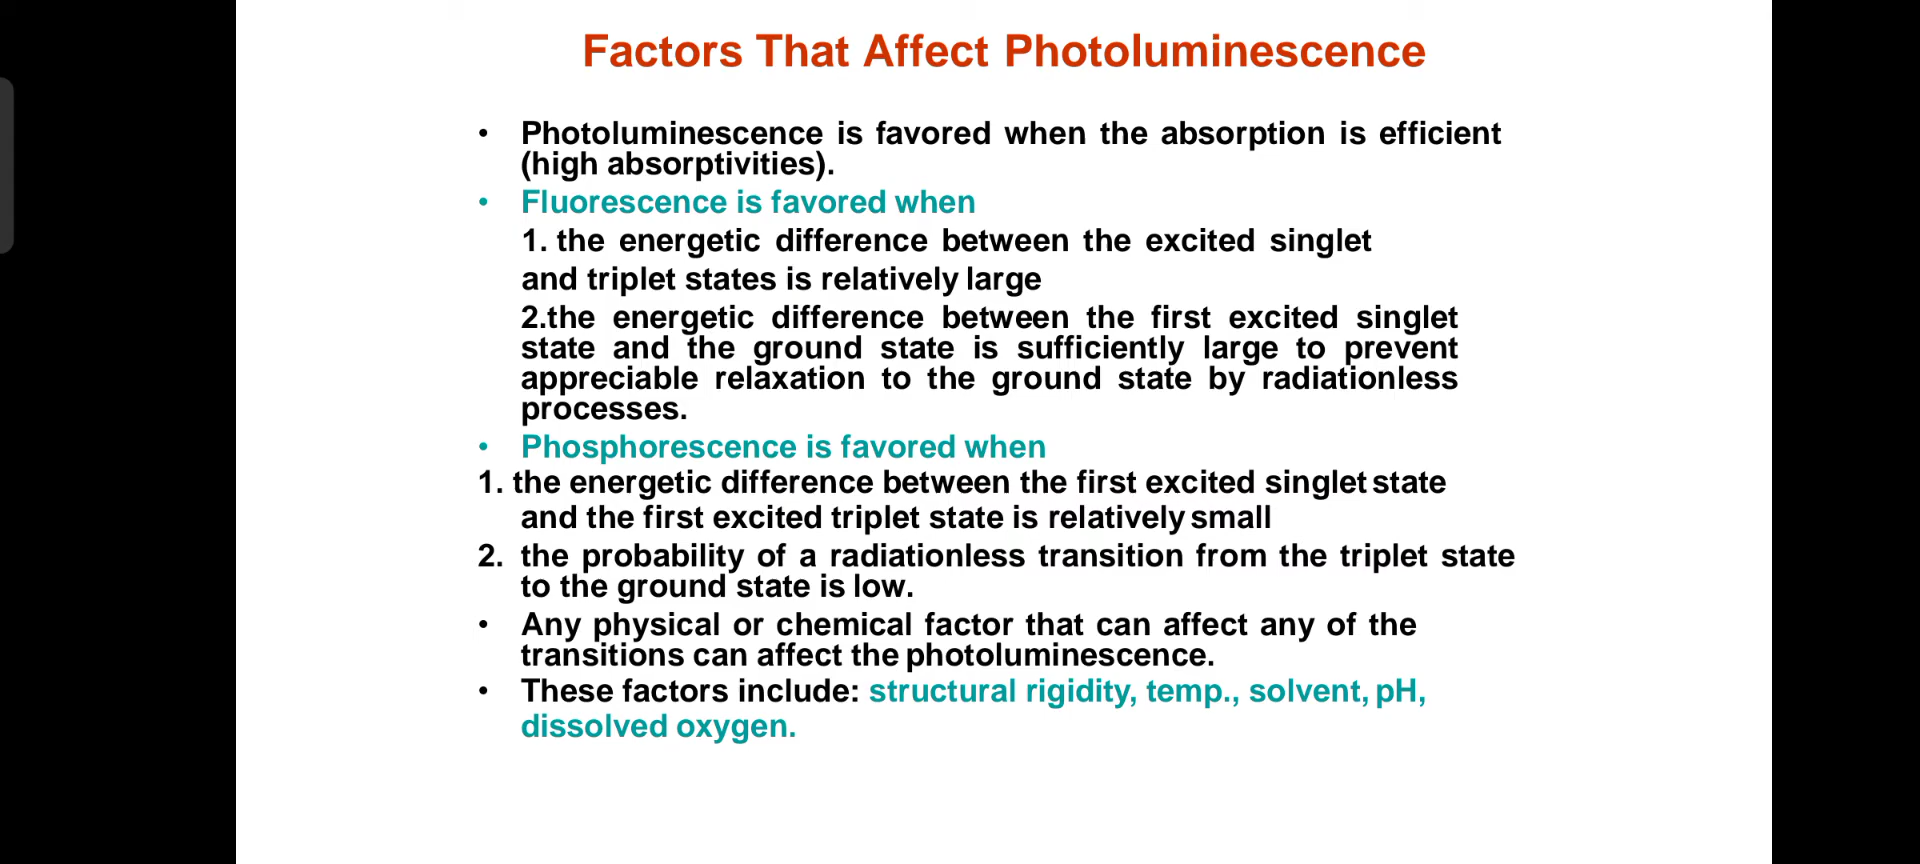 Factors That Affect Photoluminescence
• Photoluminescence is favored when the absorption is efficient
(high absorptivities).
• Fluorescence is favored when
1. the energetic difference between the excited singlet
and triplet states is relatively large
2.the energetic difference between the first excited singlet
state and the ground state is sufficiently large to prevent
appreciable relaxation to the ground state by radiationless
processes.
• Phosphorescence is favored when
1. the energetic difference between the first excited singlet state
and the first excited triplet state is relatively small
2. the probability of a radiationless transition from the triplet state
to the ground state is low.
• Any physical or chemical factor that can affect any of the
transitions can affect the photoluminescence.
• These factors include: structural rigidity, temp., solvent, pH,
dissolved oxygen.